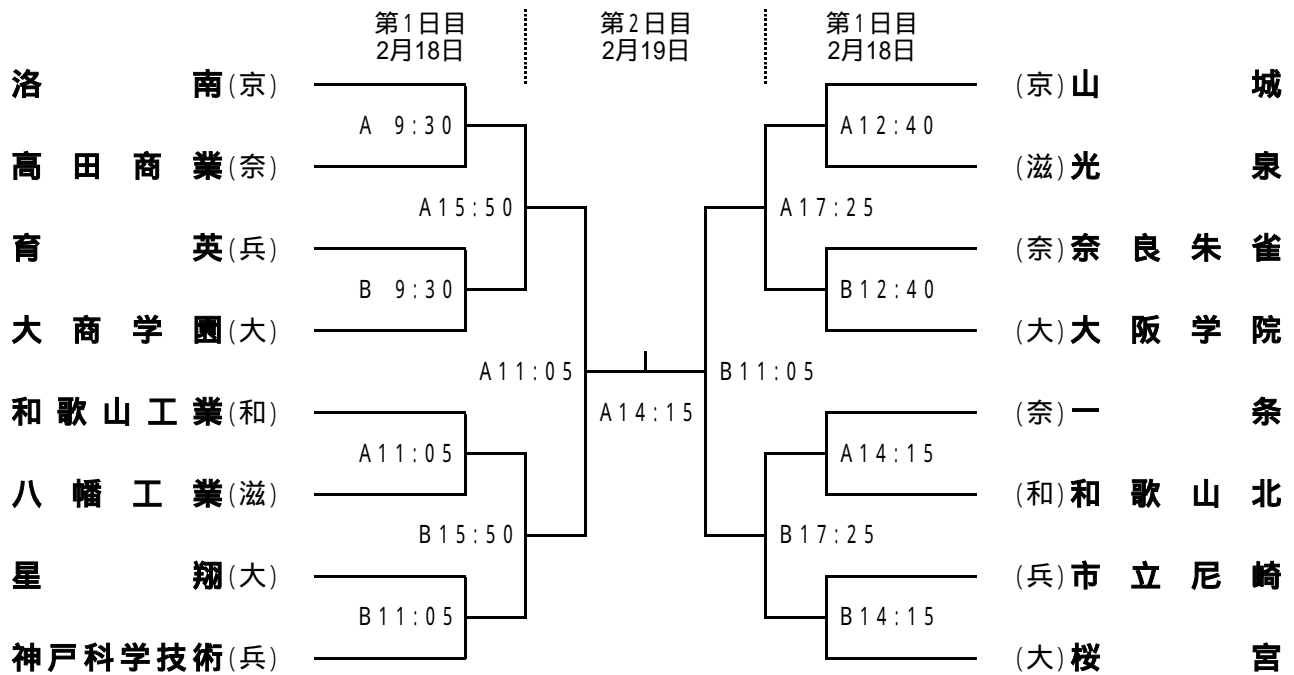 第1日目 第2日目 第1日目
2月18日 2月19日 2月18日
洛南(京) (京)山城
A 9:30 A12:40
高田商業(奈) (滋)光泉
A15:50 A17:25
育英(兵) (奈)奈良朱雀
B 9:30 B12:40
大商学園(大) (大)大阪学院
A11:05 B11:05
A14:15
和歌山工業(和) (奈)一条
A11:05 A14:15
八幡工業(滋) (和)和歌山北
B15:50 B17:25
星翔(大) (兵)市立尼崎
B11:05 B14:15
神戸科学技術(兵) (大)桜宮